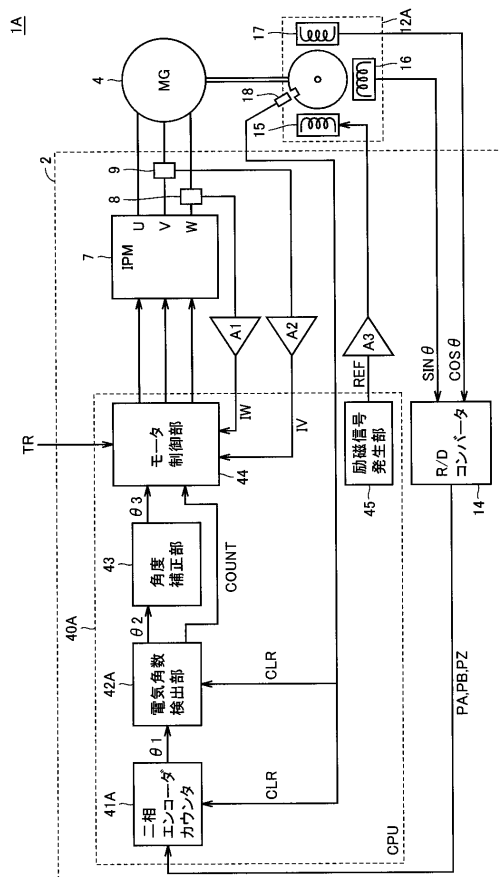 1A
2
TR
40A
41A
二相
エンコーダ
カウンタ
θ1
42A
電気角数
検出部
θ2
43
角度
補正部
θ3
モータ
制御部
44
COUNT
CLR
CLR
CPU
7
IPM
U
V
W
8
9
4
MG
A1
A2
IW
IV
45
励磁信号
発生部
REF
A3
12A
15
16
17
18
SINθ
COSθ
R/D
コンバータ
14
PA,PB,PZ